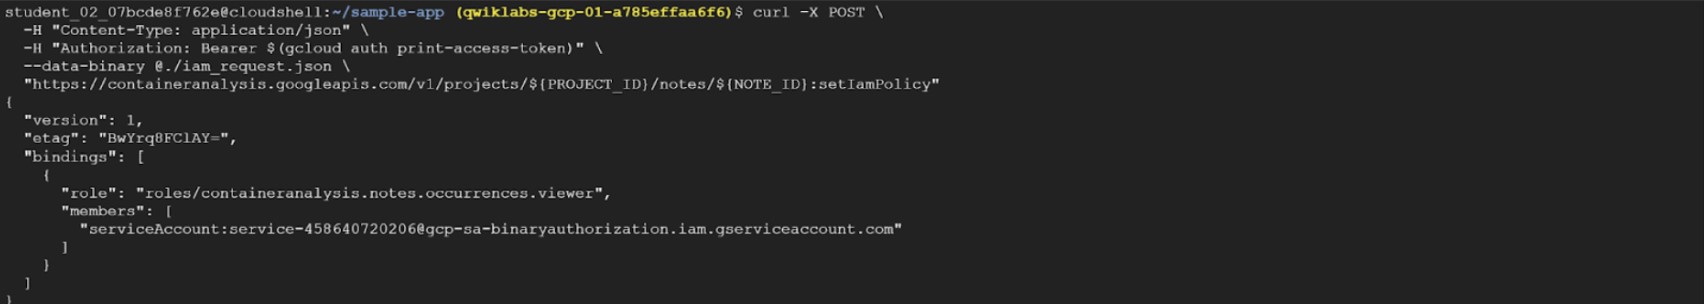 student_02_07bcde8f762e@cloudshell:~/sample-app (qwiklabs-gcp-01-a785effaa6f6)$ curl -X POST \
  -H "Content-Type: application/json" \
  -H "Authorization: Bearer $(gcloud auth print-access-token)" \
  --data-binary @./iam_request.json \
  "https://containeranalysis.googleapis.com/v1/projects/${PROJECT_ID}/notes/${NOTE_ID}:setIamPolicy"
{
  "version": 1,
  "etag": "BwYrq8FClAY=",
  "bindings": [
    {
      "role": "roles/containeranalysis.notes.occurrences.viewer",
      "members": [
        "serviceAccount:service-458640720206@gcp-sa-binaryauthorization.iam.gserviceaccount.com"
      ]
    }
  ]
}